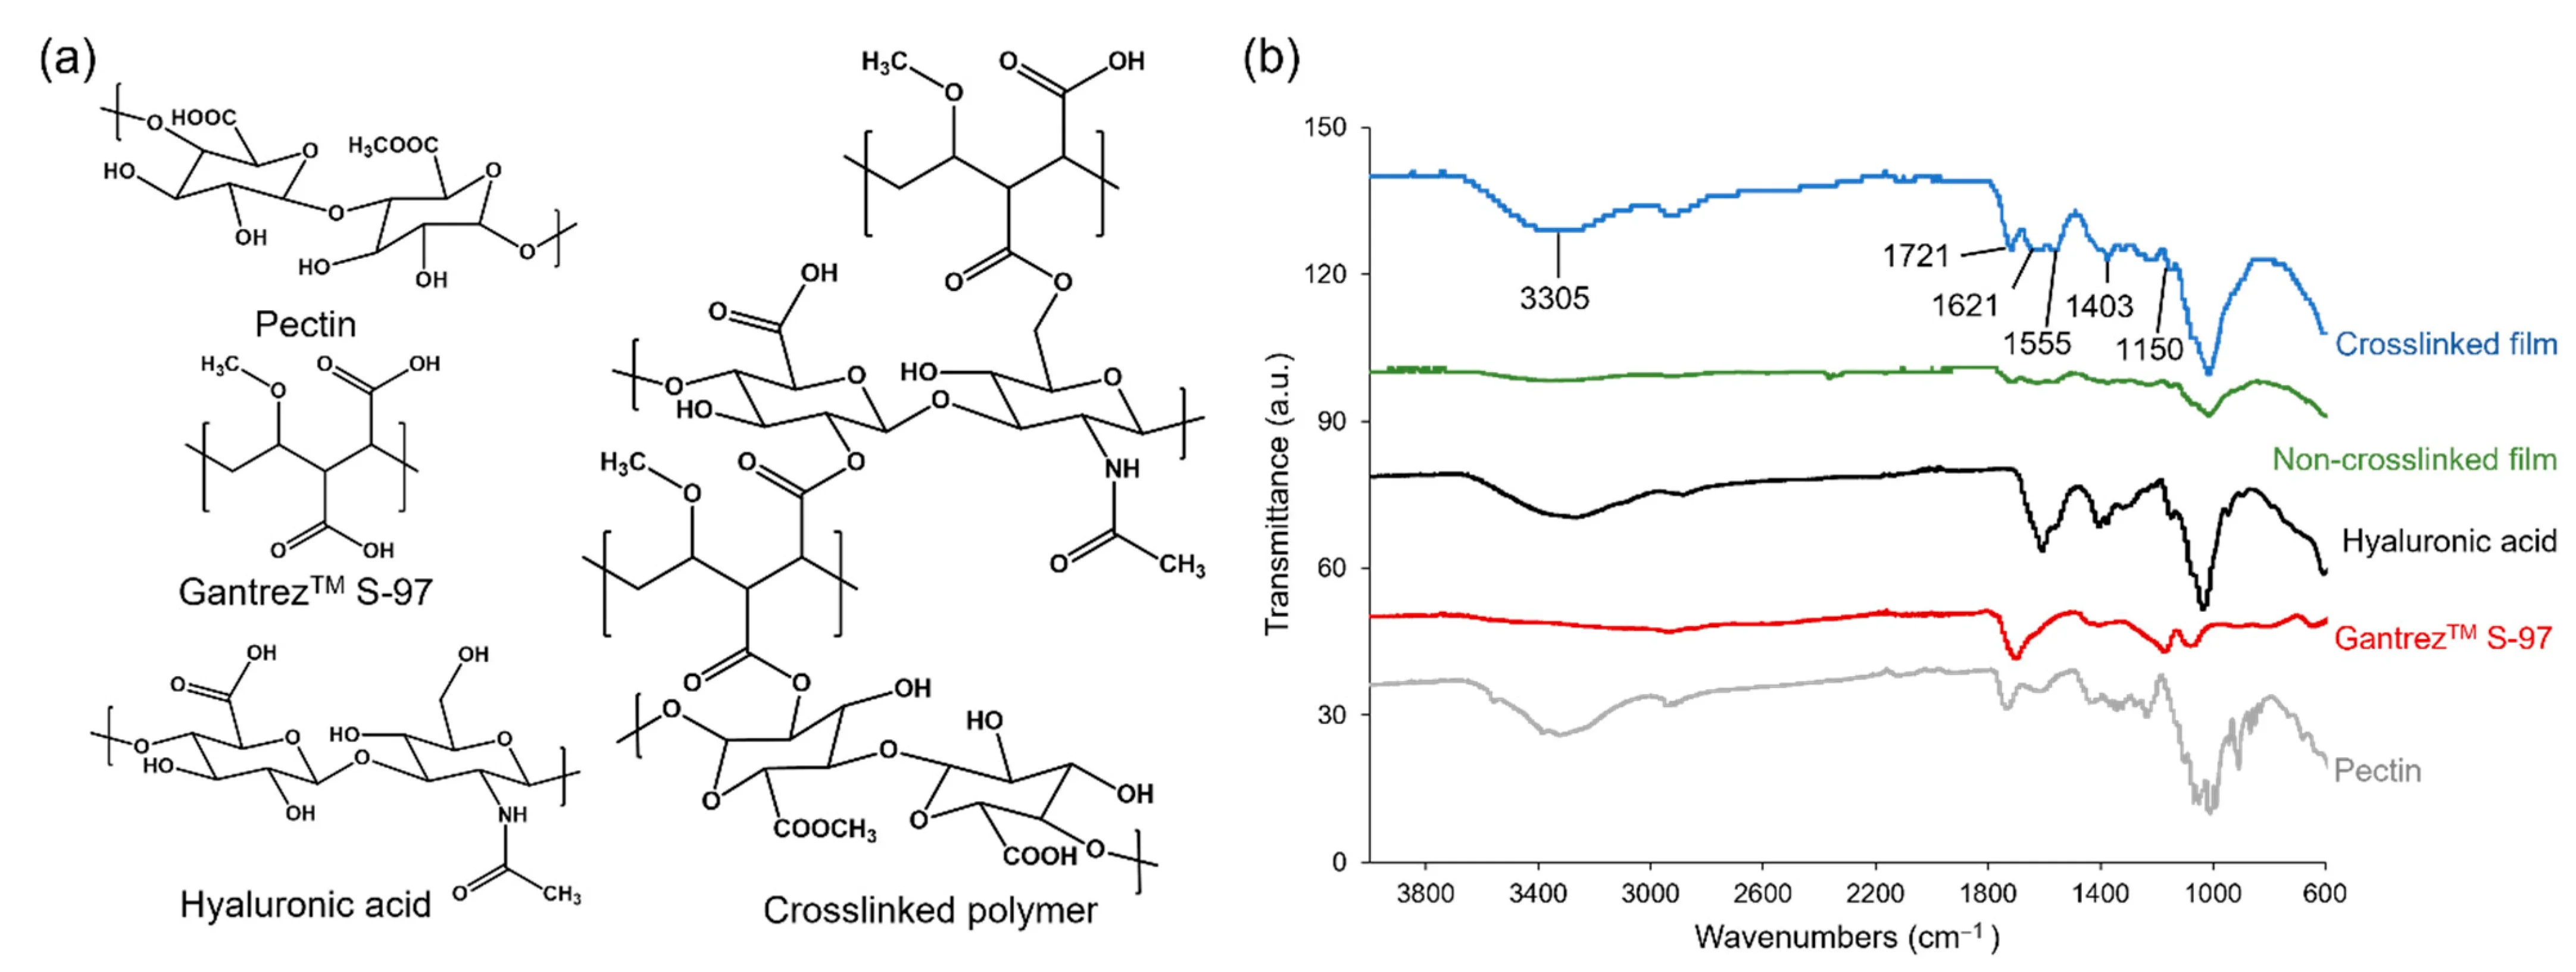 (a)
O HOOC
O
H₃COOC
O
HO
O
OH
HO
OH
O
Pectin
H₃C
O
O
OH
O
OH
Gantrez™ S-97
OH
O
OH
HO
O
O
HO
O
O
OH
NH
O
CH₃
Hyaluronic acid
H₃C
O
O
OH
O
O
OH
O
O
HO
O
O
HO
O
O
NH
O
CH₃
H₃C
O
O
O
O
OH
O
O
HO
O
OH
O
COOCH₃
O
COOH
O
Crosslinked polymer
(b)
150
120
90
60
30
0
Transmittance (a.u.)
3305
1721
1621
1555
1403
1150
Crosslinked film
Non-crosslinked film
Hyaluronic acid
Gantrez™ S-97
Pectin
3800 3400 3000 2600 2200 1800 1400 1000 600
Wavenumbers (cm⁻¹ )